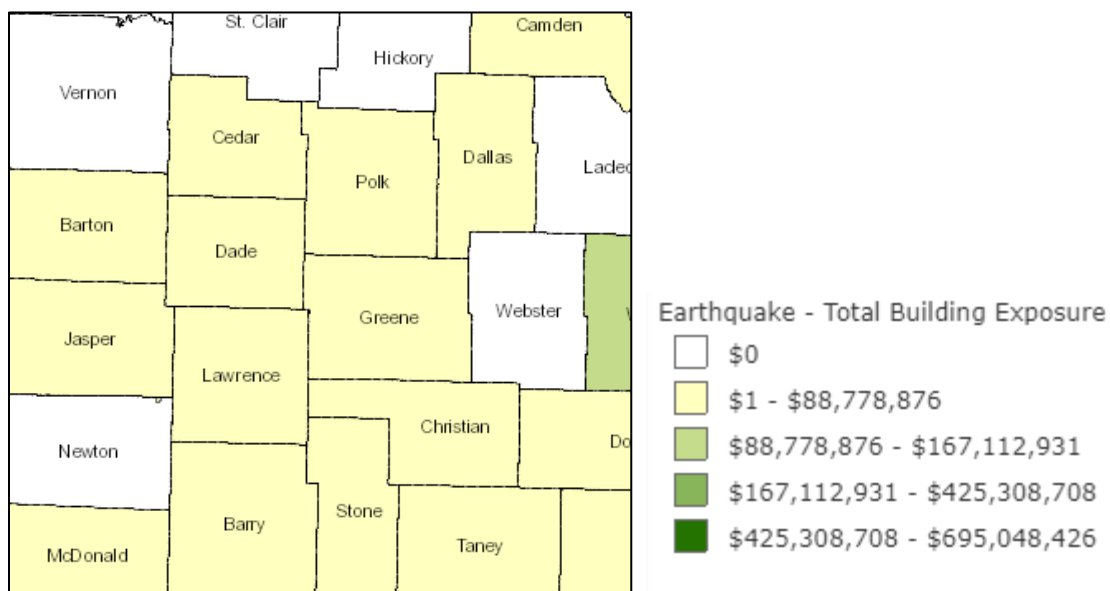 St. Clair
Camden
Hickory
Vernon
Cedar
Dallas
Laclec
Polk
Barton
Dade
Greene
Webster
Jasper
Lawrence
Christian
Do
Newton
Stone
Barry
Taney
McDonald
Earthquake - Total Building Exposure
$0
$1 - $88,778,876
$88,778,876 - $167,112,931
$167,112,931 - $425,308,708
$425,308,708 - $695,048,426